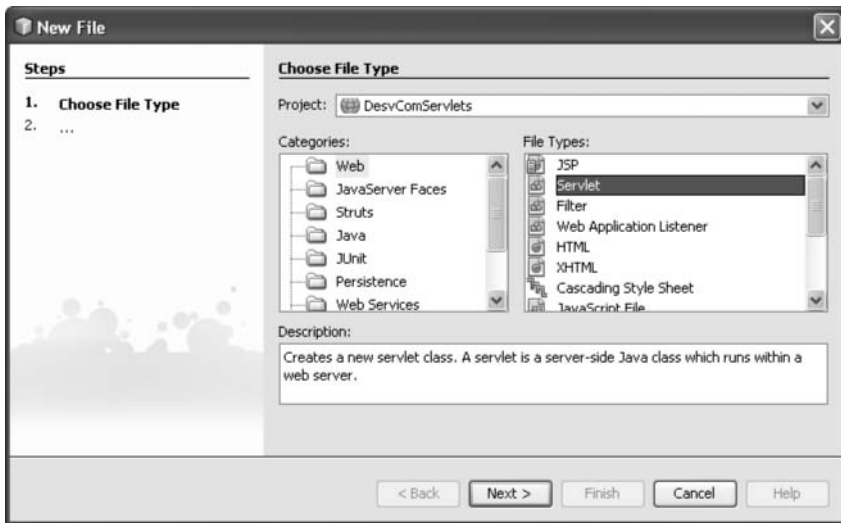 New File
Steps
1. Choose File Type
2. ...
Choose File Type
Project: DesvComServlets
Categories:
Web
JavaServer Faces
Struts
Java
JUnit
Persistence
Web Services
File Types:
JSP
Servlet
Filter
Web Application Listener
HTML
XHTML
Cascading Style Sheet
JavaScript File
Description:
Creates a new servlet class. A servlet is a server-side Java class which runs within a
web server.
< Back
Next >
Finish
Cancel
Help